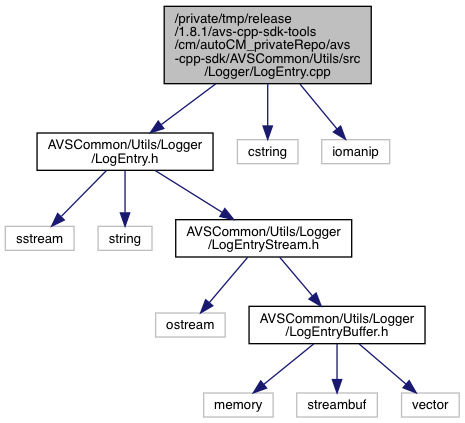 /private/tmp/release
/1.8.1/avs-cpp-sdk-tools
/cm/autoCM_privateRepo/avs
-cpp-sdk/AVSCommon/Utils/src
/Logger/LogEntry.cpp
AVSCommon/Utils/Logger
/LogEntry.h
cstring
iomanip
sstream
string
AVSCommon/Utils/Logger
/LogEntryStream.h
ostream
AVSCommon/Utils/Logger
/LogEntryBuffer.h
memory
streambuf
vector